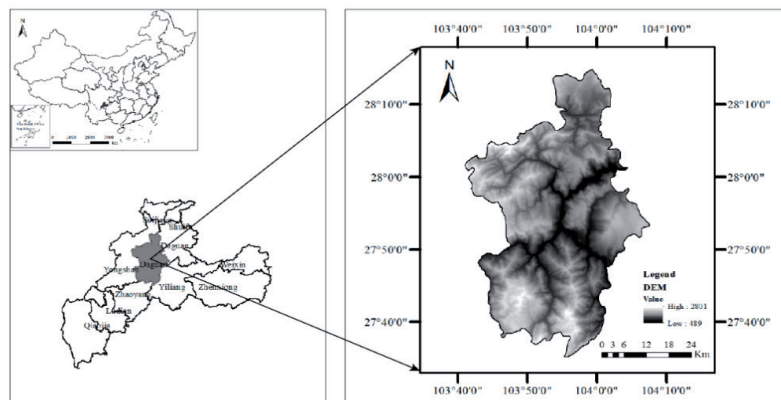 N
km
Yongshan
Daguan
Weixin
Zhaoyang
Yiliang
Zhenxiong
Ludian
Qiaojia
103°40'0" 103°50'0" 104°0'0" 104°10'0"
N
28°10'0" 28°10'0"
28°0'0" 28°0'0"
27°50'0" 27°50'0"
27°40'0" 27°40'0"
Legend
DEM
Value
High : 2801
Low : 489
0 3 6 12 18 24
Km
103°40'0" 103°50'0" 104°0'0" 104°10'0"